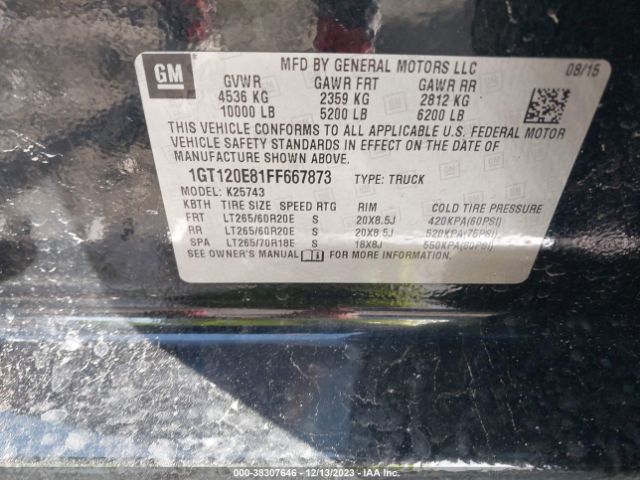 GM
MFD BY GENERAL MOTORS LLC 08/15
GVWR GAWR FRT GAWR RR
4536 KG 2359 KG 2812 KG
10000 LB 5200 LB 6200 LB
THIS VEHICLE CONFORMS TO ALL APPLICABLE U.S. FEDERAL MOTOR
VEHICLE SAFETY STANDARDS IN EFFECT ON THE DATE OF
MANUFACTURE SHOWN ABOVE.
1GT120E81FF667873 TYPE: TRUCK
MODEL: K25743
KBTH TIRE SIZE SPEED RTG RIM COLD TIRE PRESSURE
FRT LT265/60R20E S 20X8.5J 420KPA(60PSI)
RR LT265/60R20E S 20X8.5J 520KPA(75PSI)
SPA LT265/70R18E S 18X8J 550KPA(80PSI)
SEE OWNER'S MANUAL FOR MORE INFORMATION.
000-38307646 - 12/13/2023 - IAAI.COM